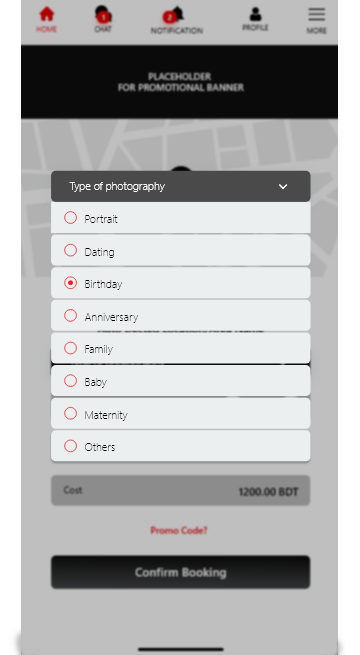 1
2
HOME
CHAT
NOTIFICATION
PROFILE
MORE
PLACEHOLDER
FOR PROMOTIONAL BANNER
Type of photography
Portrait
Dating
Birthday
Anniversary
Family
Baby
Maternity
Others
Cost 1200.00 BDT
Promo Code?
Confirm Booking